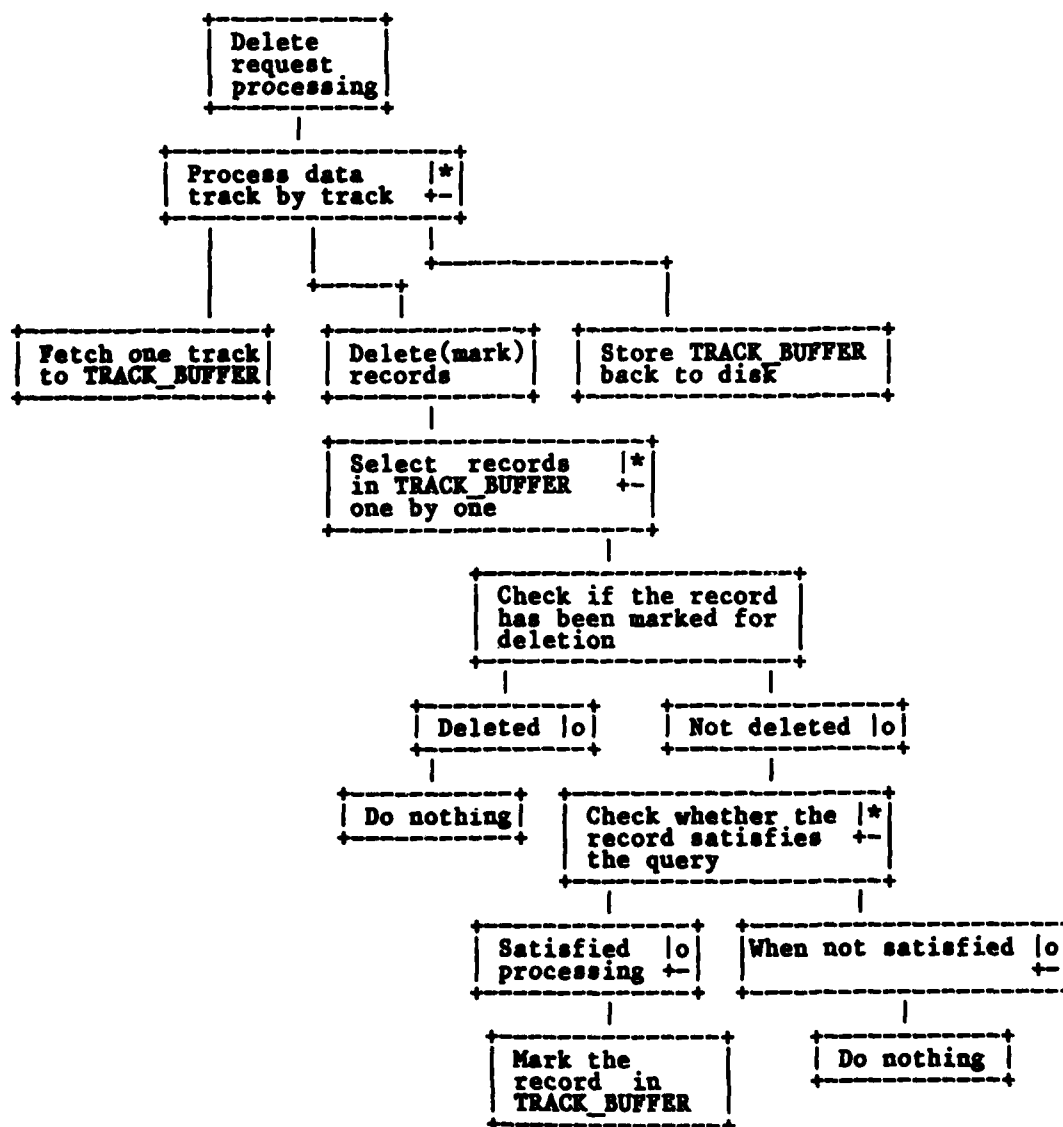 Delete
request
processing
Process data *
track by track
Fetch one track
to TRACK_BUFFER
Delete(mark)
records
Store TRACK_BUFFER
back to disk
Select records *
in TRACK_BUFFER
one by one
Check if the record
has been marked for
deletion
Deleted o
Not deleted o
Do nothing
Check whether the *
record satisfies
the query
Satisfied o
processing
When not satisfied o
Mark the
record in
TRACK_BUFFER
Do nothing